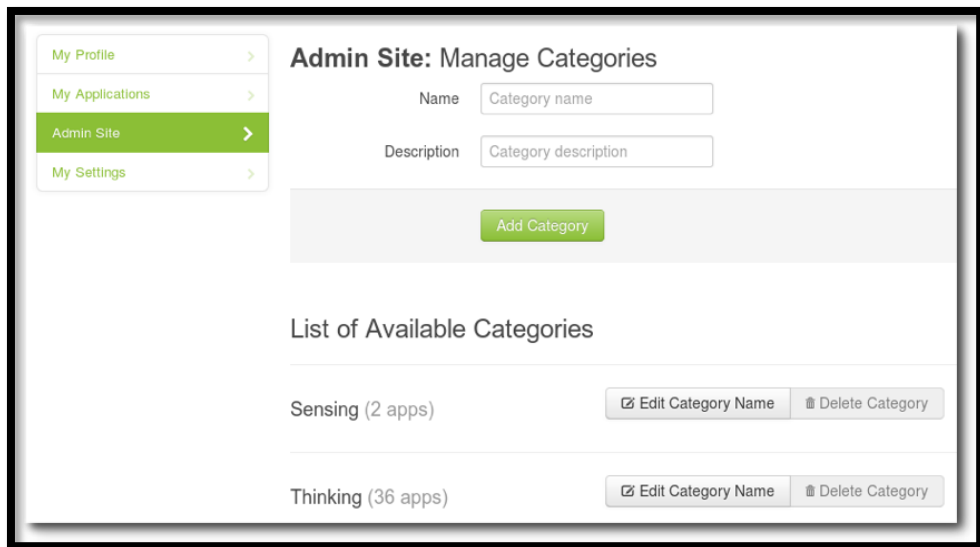 My Profile
My Applications
Admin Site
My Settings
Admin Site: Manage Categories
Name
Category name
Description
Category description
Add Category
List of Available Categories
Sensing (2 apps)
Edit Category Name
Delete Category
Thinking (36 apps)
Edit Category Name
Delete Category